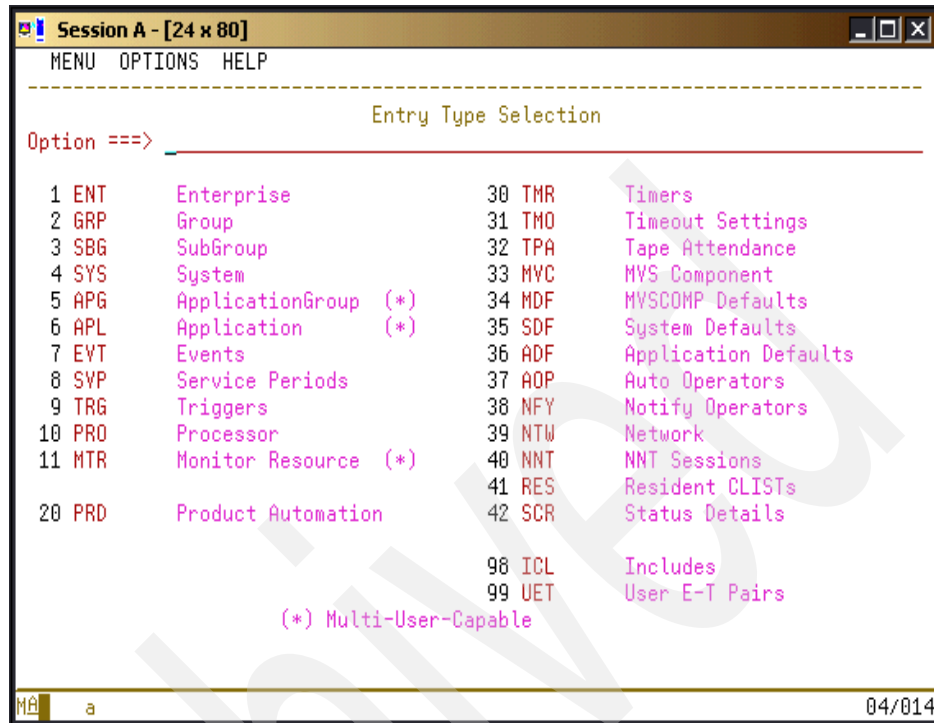 Session A - [24 x 80]
MENU OPTIONS HELP
Entry Type Selection
Option ===>
1 ENT Enterprise 30 TMR Timers
2 GRP Group 31 TMO Timeout Settings
3 SBG SubGroup 32 TPA Tape Attendance
4 SYS System 33 MVC MVS Component
5 APG ApplicationGroup (*) 34 MDF MVSCOMP Defaults
6 APL Application (*) 35 SDF System Defaults
7 EVT Events 36 ADF Application Defaults
8 SVP Service Periods 37 AOP Auto Operators
9 TRG Triggers 38 NFY Notify Operators
10 PRO Processor 39 NTW Network
11 MTR Monitor Resource (*) 40 NNT NNT Sessions
41 RES Resident CLISTs
20 PRD Product Automation 42 SCR Status Details
98 ICL Includes
99 UET User E-T Pairs
(*) Multi-User-Capable
MA a 04/014